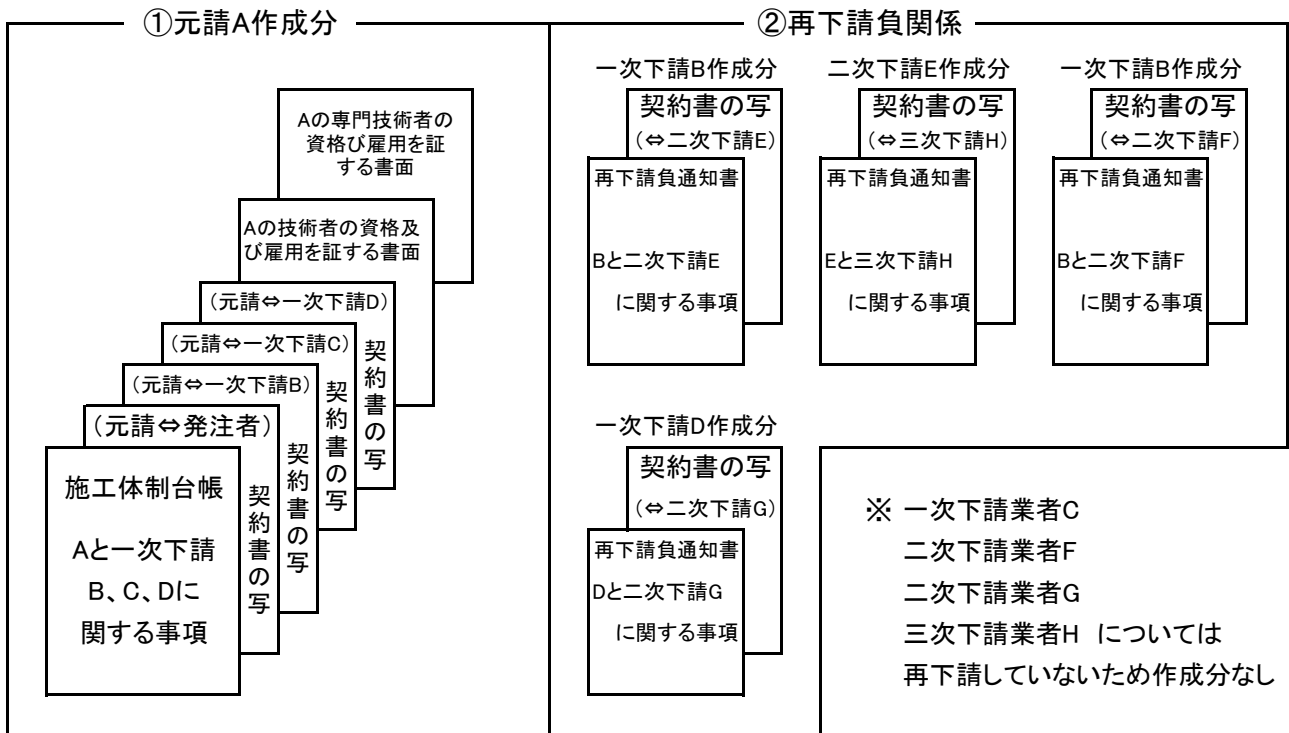 ①元請A作成分
Aの専門技術者の
資格び雇用を証
する書面
Aの技術者の資格及
び雇用を証する書面
(元請⇔一次下請D)
契約書の写
(元請⇔一次下請C)
契約書の写
(元請⇔一次下請B)
契約書の写
(元請⇔発注者)
契約書の写
施工体制台帳
Aと一次下請
B、C、Dに
関する事項
②再下請負関係
一次下請B作成分
契約書の写
(⇔二次下請E)
再下請負通知書
Bと二次下請E
に関する事項
二次下請E作成分
契約書の写
(⇔三次下請H)
再下請負通知書
Eと三次下請H
に関する事項
一次下請B作成分
契約書の写
(⇔二次下請F)
再下請負通知書
Bと二次下請F
に関する事項
一次下請D作成分
契約書の写
(⇔二次下請G)
再下請負通知書
Dと二次下請G
に関する事項
※ 一次下請業者C
二次下請業者F
二次下請業者G
三次下請業者H については
再下請していないため作成分なし